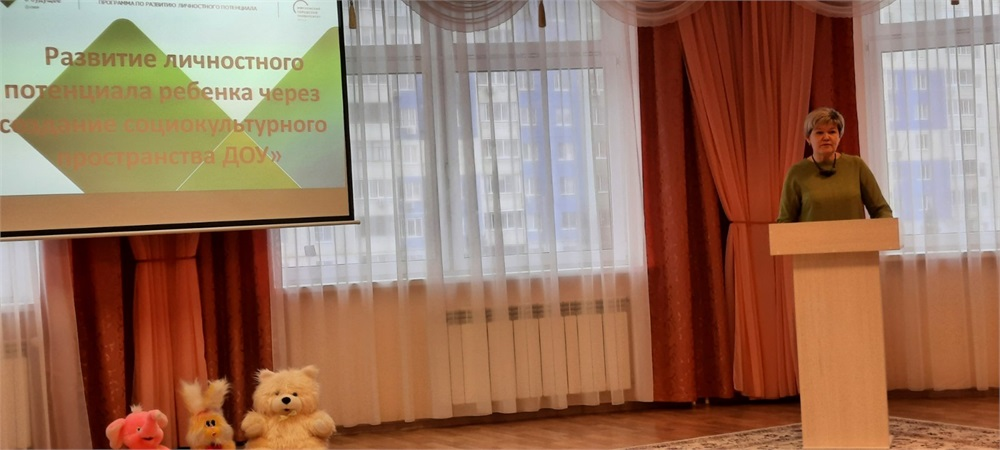 ПРОГРАММА ПО РАЗВИТИЮ ЛИЧНОСТНОГО ПОТЕНЦИАЛА
Развитие личностного
потенциала ребенка через
создание социокультурного
пространства ДОУ»